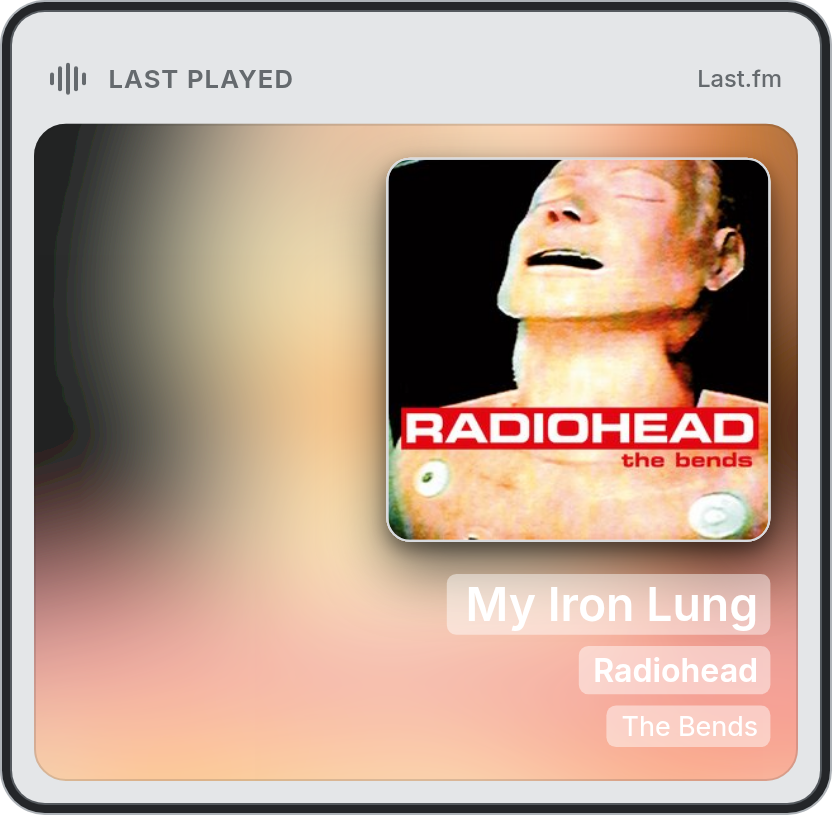 LAST PLAYED
Last.fm
RADIOHEAD
the bends
My Iron Lung
Radiohead
The Bends